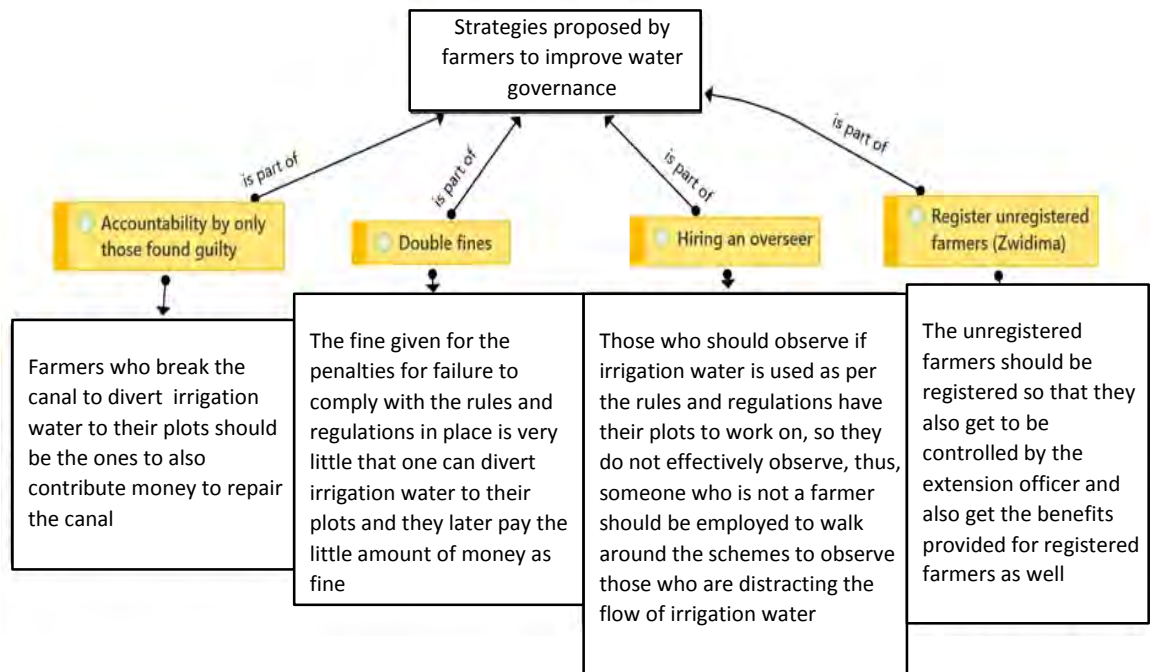 Strategies proposed by
farmers to improve water
governance
is part of
is part of
is part of
is part of
Accountability by only
those found guilty
Double fines
Hiring an overseer
Register unregistered
farmers (Zwidima)
Farmers who break the
canal to divert irrigation
water to their plots should
be the ones to also
contribute money to repair
the canal
The fine given for the
penalties for failure to
comply with the rules and
regulations in place is very
little that one can divert
irrigation water to their
plots and they later pay the
little amount of money as
fine
Those who should observe if
irrigation water is used as per
the rules and regulations have
their plots to work on, so they
do not effectively observe, thus,
someone who is not a farmer
should be employed to walk
around the schemes to observe
those who are distracting the
flow of irrigation water
The unregistered
farmers should be
registered so that they
also get to be
controlled by the
extension officer and
also get the benefits
provided for registered
farmers as well